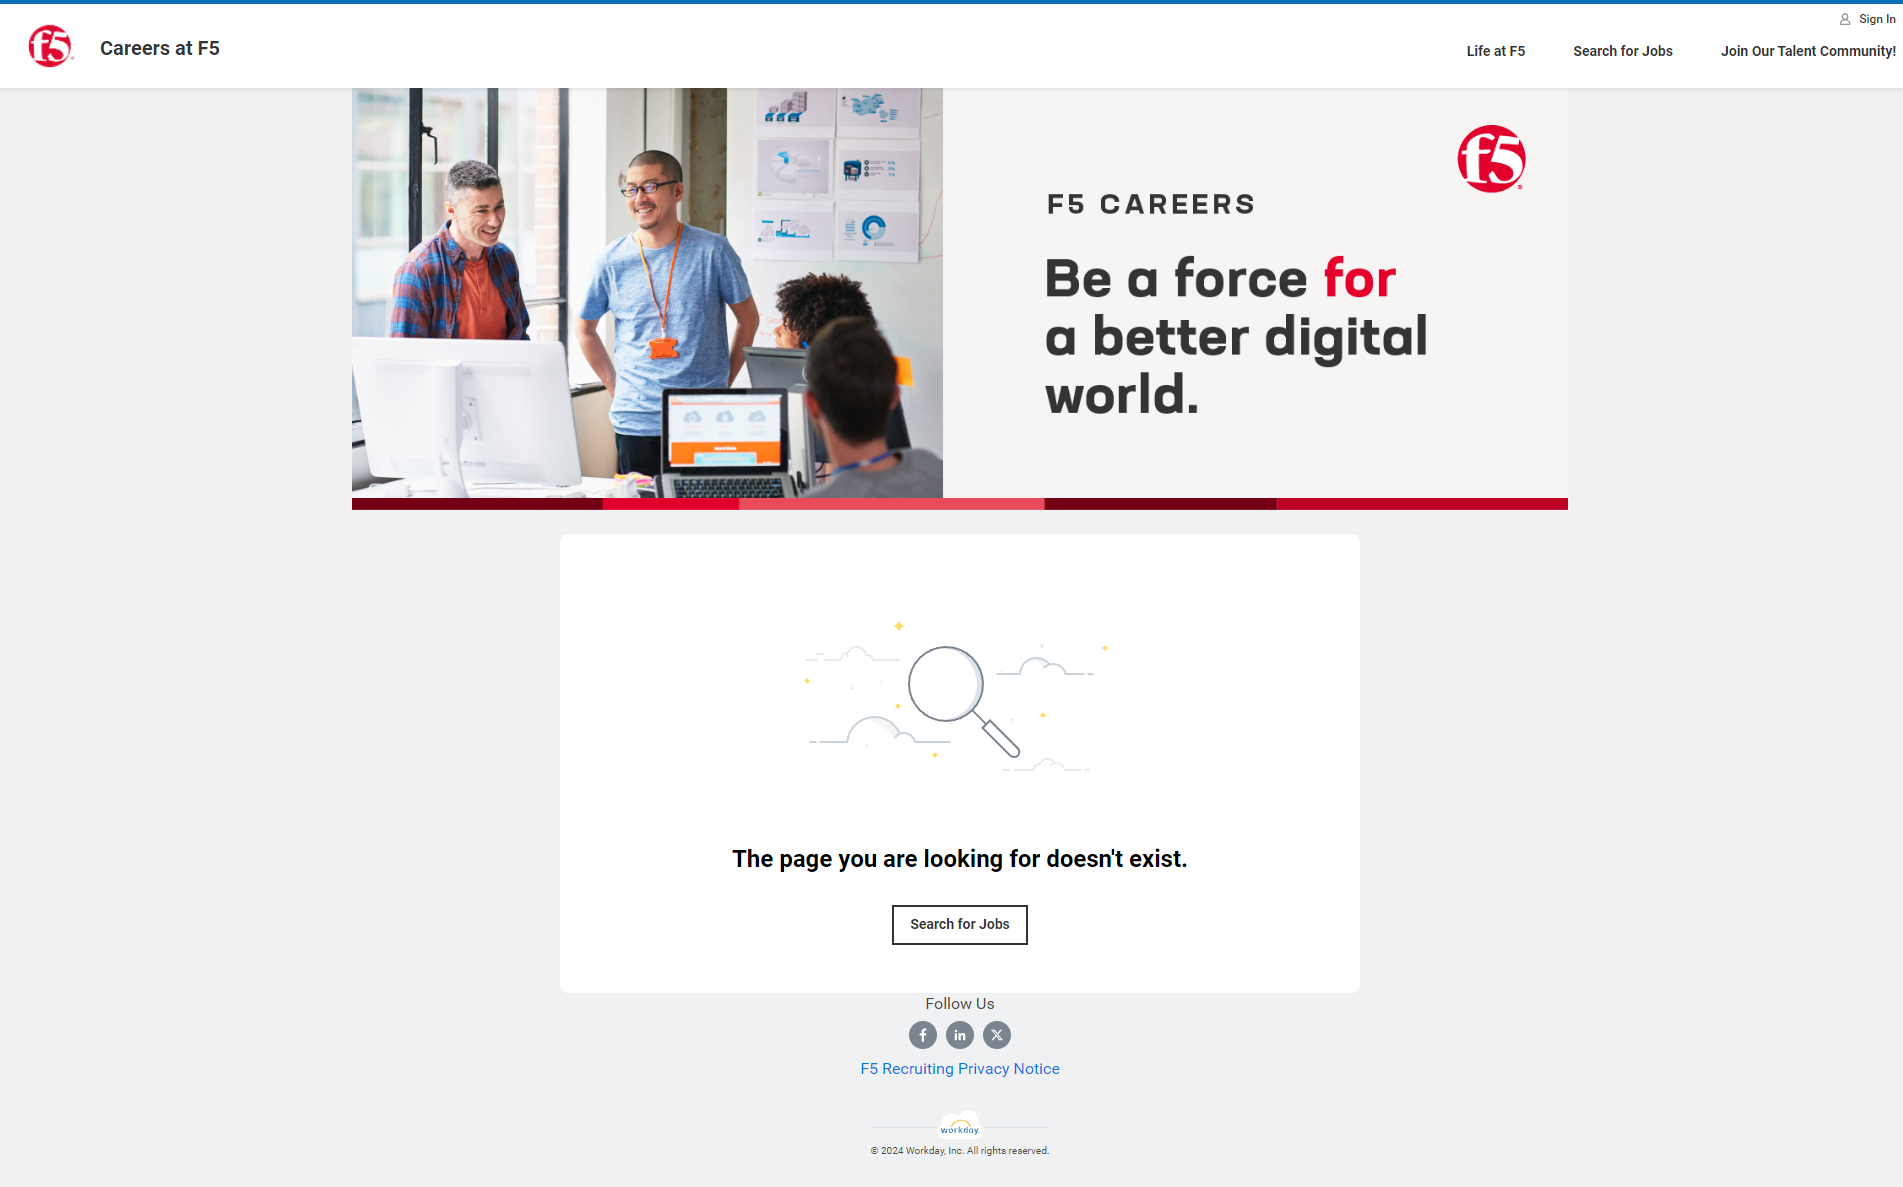 Sign In
f5
Careers at F5
Life at F5
Search for Jobs
Join Our Talent Community!
f5
F5 CAREERS
Be a force for
a better digital
world.
The page you are looking for doesn't exist.
Search for Jobs
Follow Us
f
in
X
F5 Recruiting Privacy Notice
workday.
© 2024 Workday, Inc. All rights reserved.